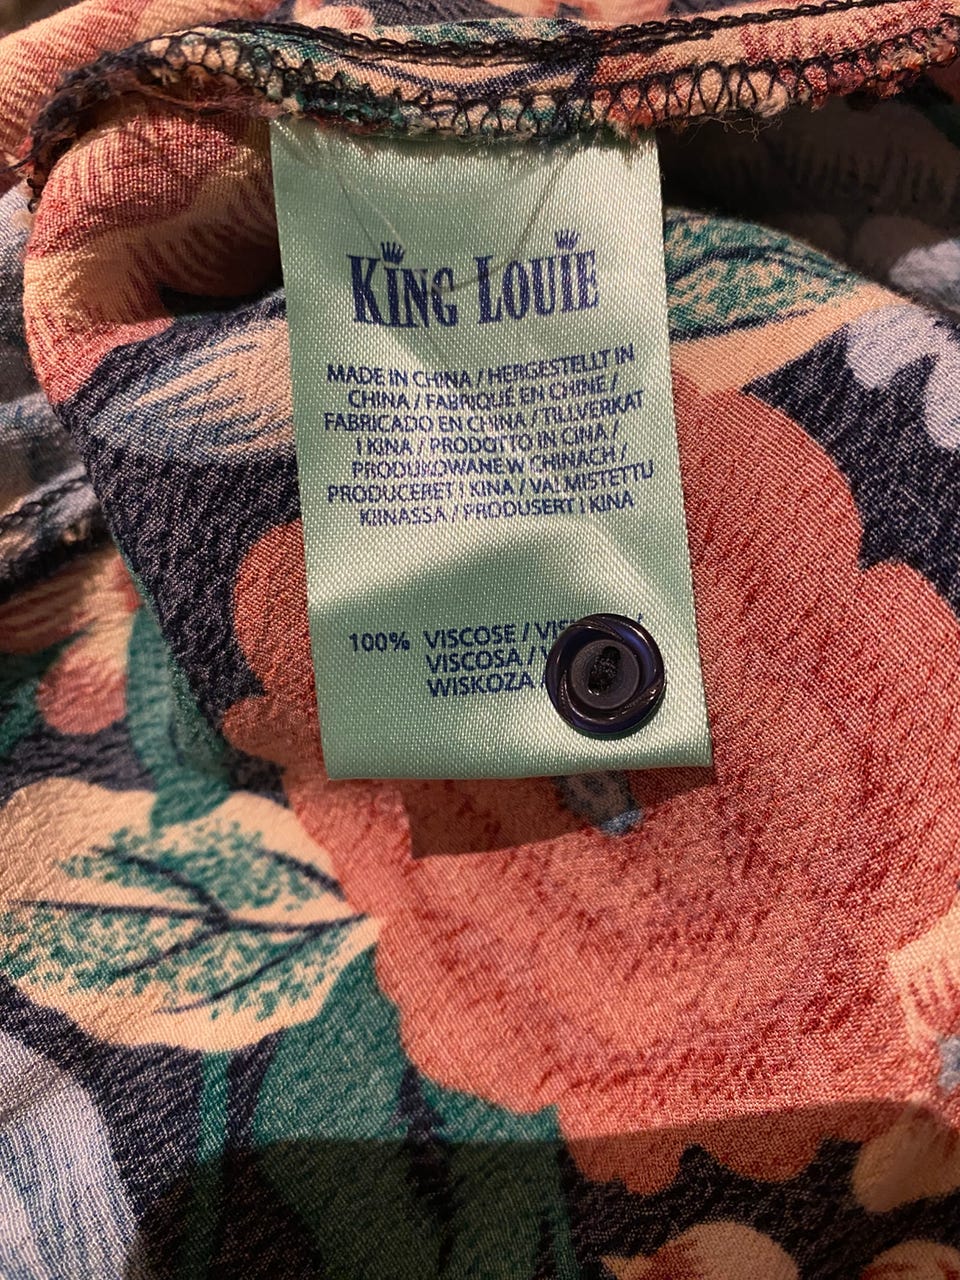 KING LOUIE
MADE IN CHINA / HERGESTELLT IN
CHINA / FABRIQUÉ EN CHINE /
FABRICADO EN CHINA / TILLVERKAT
I KINA / PRODOTTO IN CINA /
PRODUKOWANE W CHINACH /
PRODUCERET I KINA / VALMISTETTU
KIINASSA / PRODUSERT I KINA
100% VISCOSE /
VISCOSA /
WISKOZA /